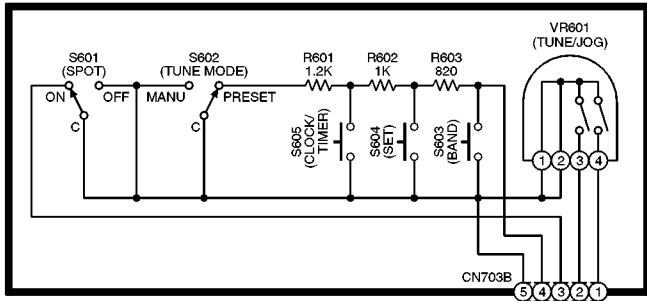 VR601
(TUNE/JOG)
S601
(SPOT)
S602
(TUNE MODE)
R601
1.2K
R602
1K
R603
820
ON
OFF
MANU
PRESET
C
C
S605
(CLOCK/
TIMER)
S604
(SET)
S603
(BAND)
1 2 3 4
CN703B
5 4 3 2 1